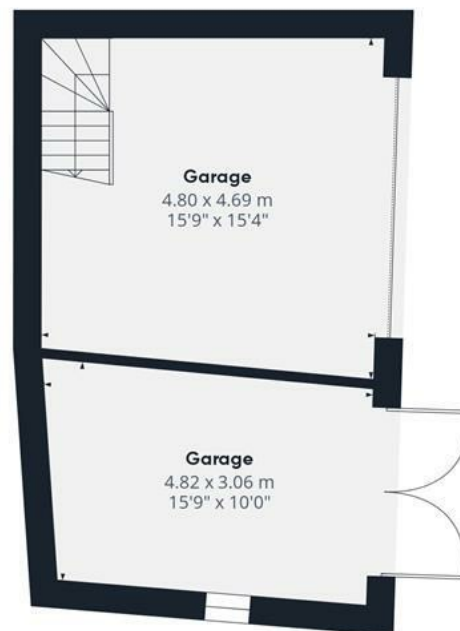 Garage
4.80 x 4.69 m
15'9" x 15'4"
Garage
4.82 x 3.06 m
15'9" x 10'0"